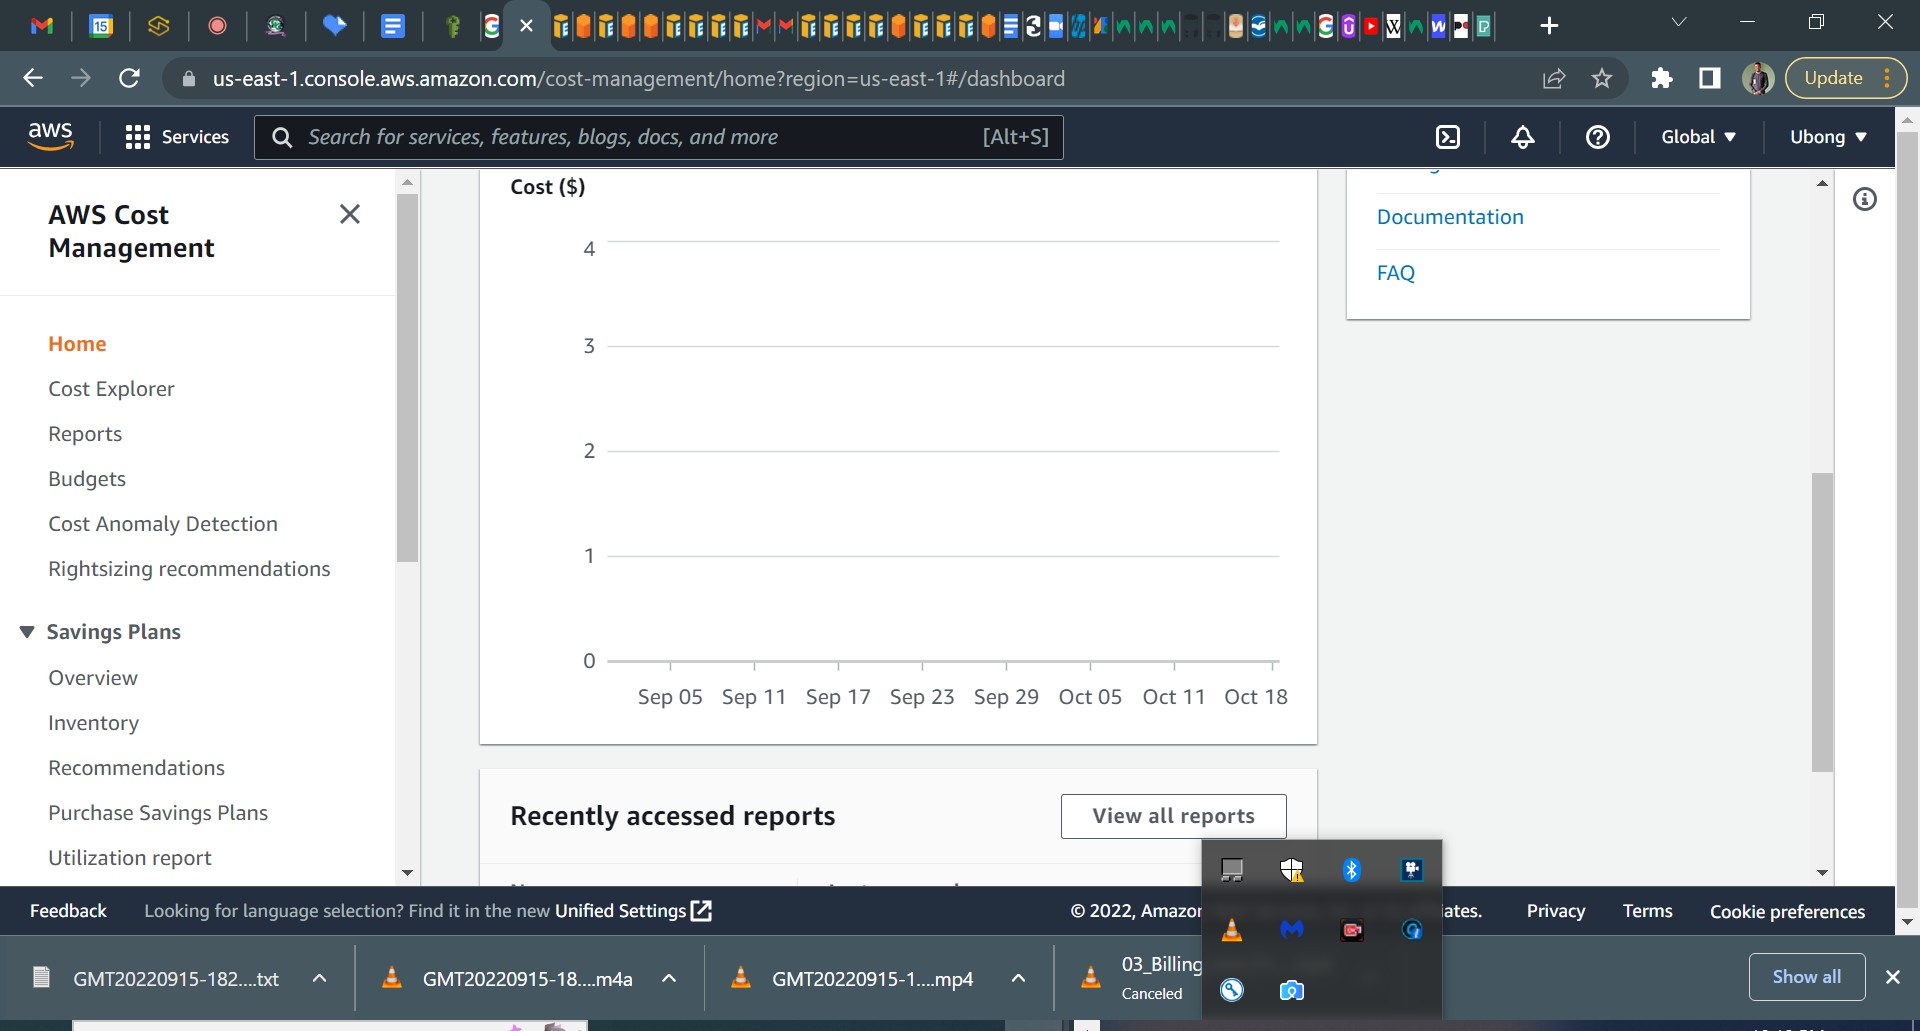 15
us-east-1.console.aws.amazon.com/cost-management/home?region=us-east-1#/dashboard
Update
aws
Services
Search for services, features, blogs, docs, and more
[Alt+S]
Global
Ubong
AWS Cost
Management
Home
Cost Explorer
Reports
Budgets
Cost Anomaly Detection
Rightsizing recommendations
Savings Plans
Overview
Inventory
Recommendations
Purchase Savings Plans
Utilization report
Cost ($)
4
3
2
1
0
Sep 05 Sep 11 Sep 17 Sep 23 Sep 29 Oct 05 Oct 11 Oct 18
Recently accessed reports
View all reports
Documentation
FAQ
Feedback
Looking for language selection? Find it in the new Unified Settings
© 2022, Amazon
iates.
Privacy
Terms
Cookie preferences
GMT20220915-182....txt
GMT20220915-18....m4a
GMT20220915-1....mp4
03_Billing
Canceled
Show all